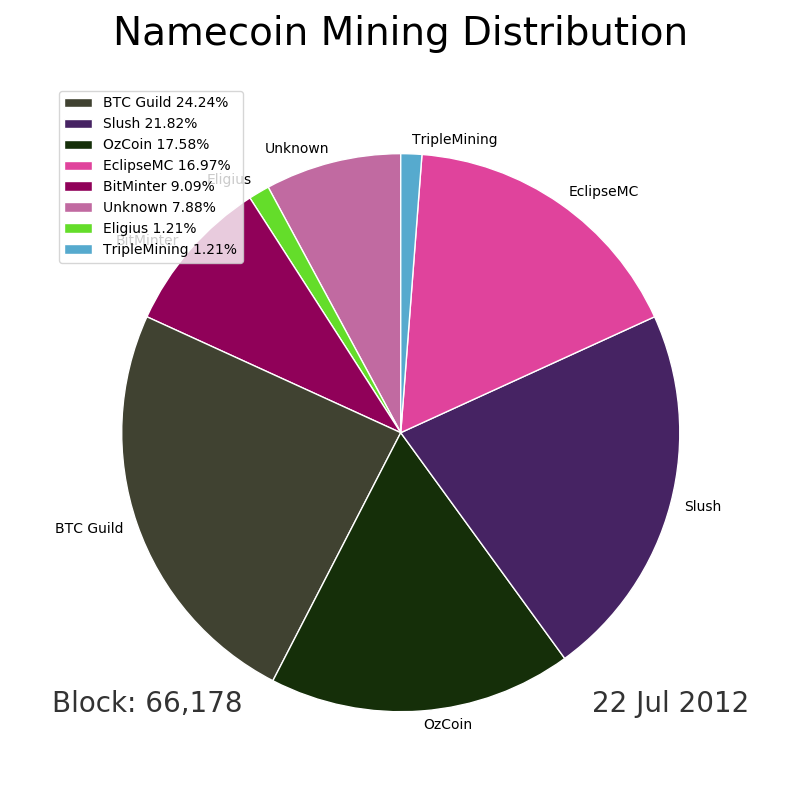 Namecoin Mining Distribution
BTC Guild 24.24%
Slush 21.82%
OzCoin 17.58%
EclipseMC 16.97%
BitMinter 9.09%
Unknown 7.88%
Eligius 1.21%
TripleMining 1.21%
TripleMining
Unknown
Eligius
EclipseMC
BitMinter
Slush
BTC Guild
OzCoin
Block: 66,178
22 Jul 2012